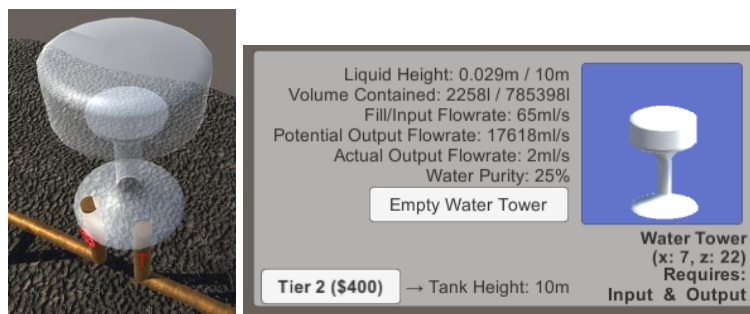 Liquid Height: 0.029m / 10m
Volume Contained: 2258l / 785398l
Fill/Input Flowrate: 65ml/s
Potential Output Flowrate: 17618ml/s
Actual Output Flowrate: 2ml/s
Water Purity: 25%
Empty Water Tower
Water Tower
(x: 7, z: 22)
Requires:
Input & Output
Tier 2 ($400) → Tank Height: 10m